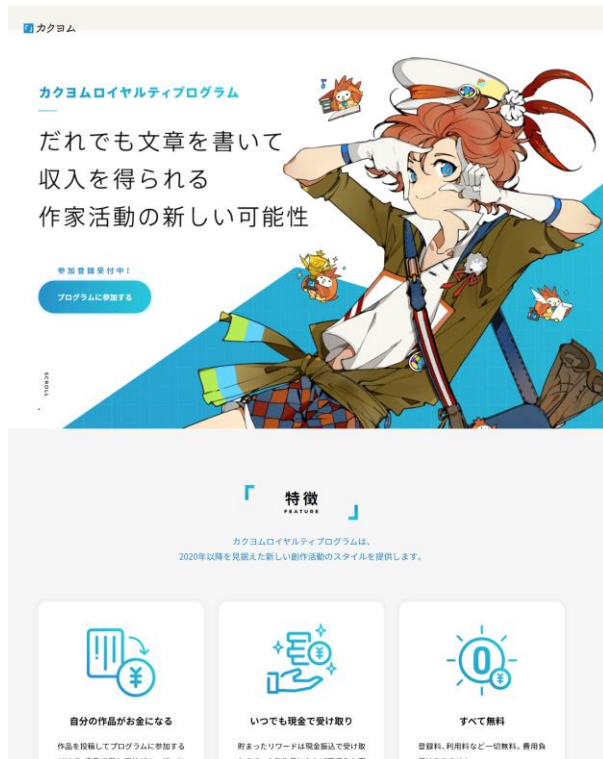 カクヨム
カクヨムロイヤルティプログラム
だれでも文章を書いて
収入を得られる
作家活動の新しい可能性
参加登録受付中!
プログラムに参加する
SCROLL
特徴
FEATURE
カクヨムロイヤルティプログラムは、
2020年以降を見据えた新しい創作活動のスタイルを提供します。
自分の作品がお金になる
作品を投稿してプログラムに参加する
いつでも現金で受け取り
貯まったリワードは現金振込で受け取
すべて無料
0
登録料、利用料など一切無料。費用負